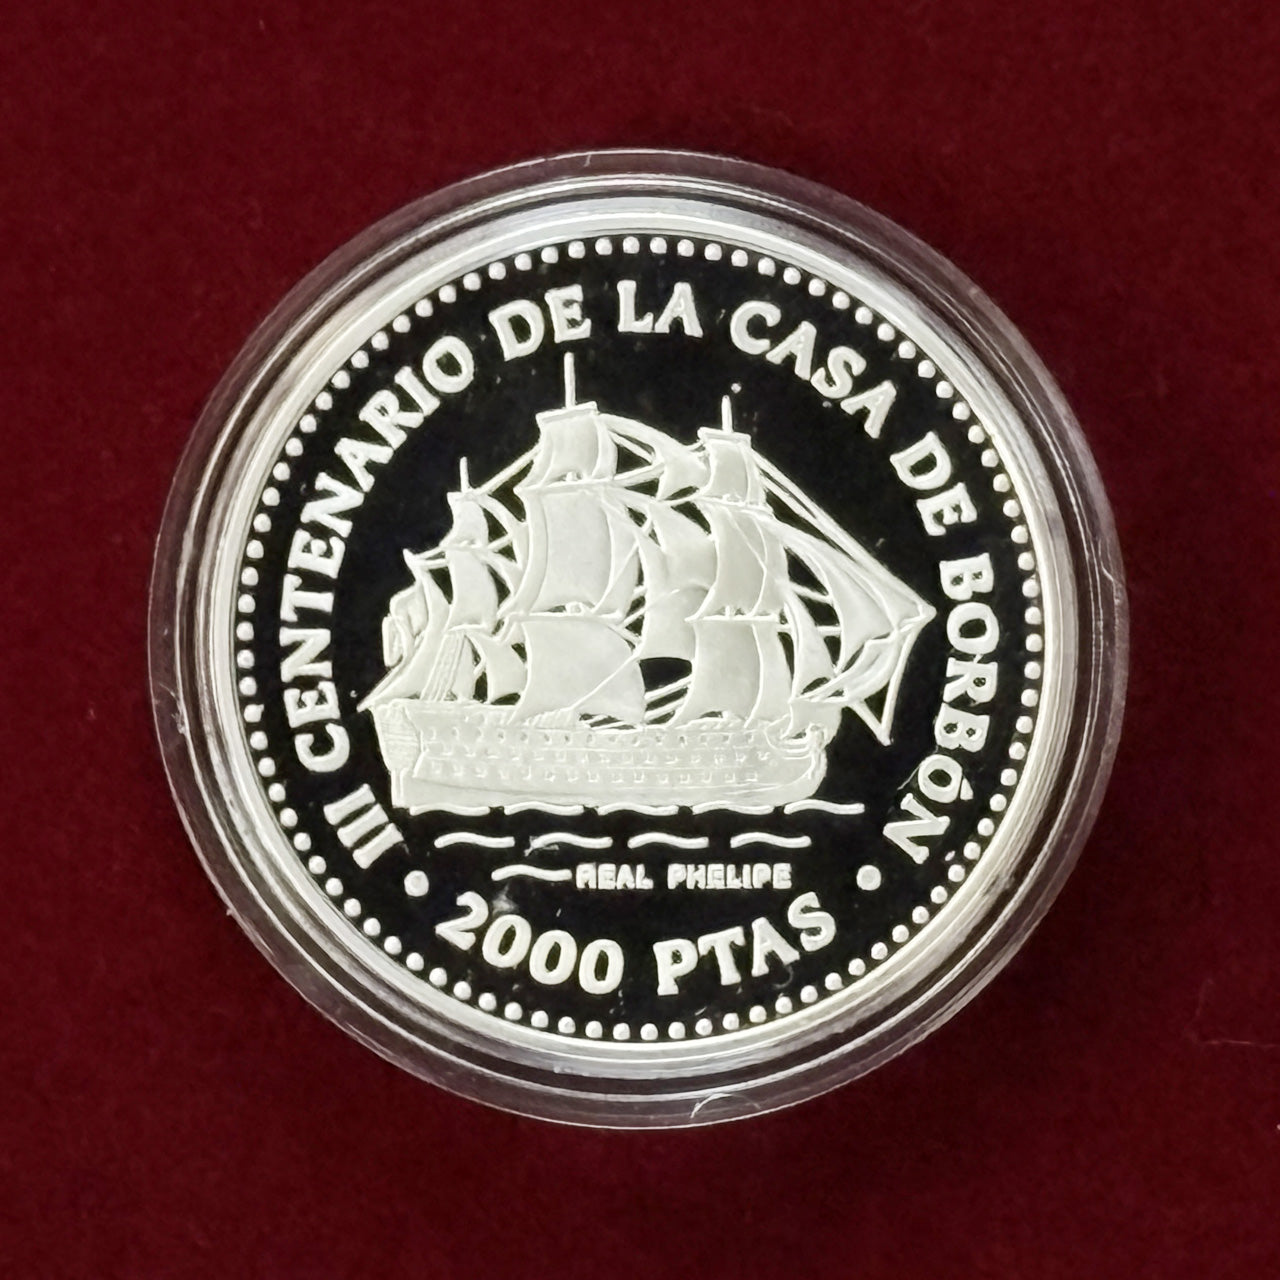 III CENTENARIO DE LA CASA DE BORBÓN
REAL PHELIPE
2000 PTAS